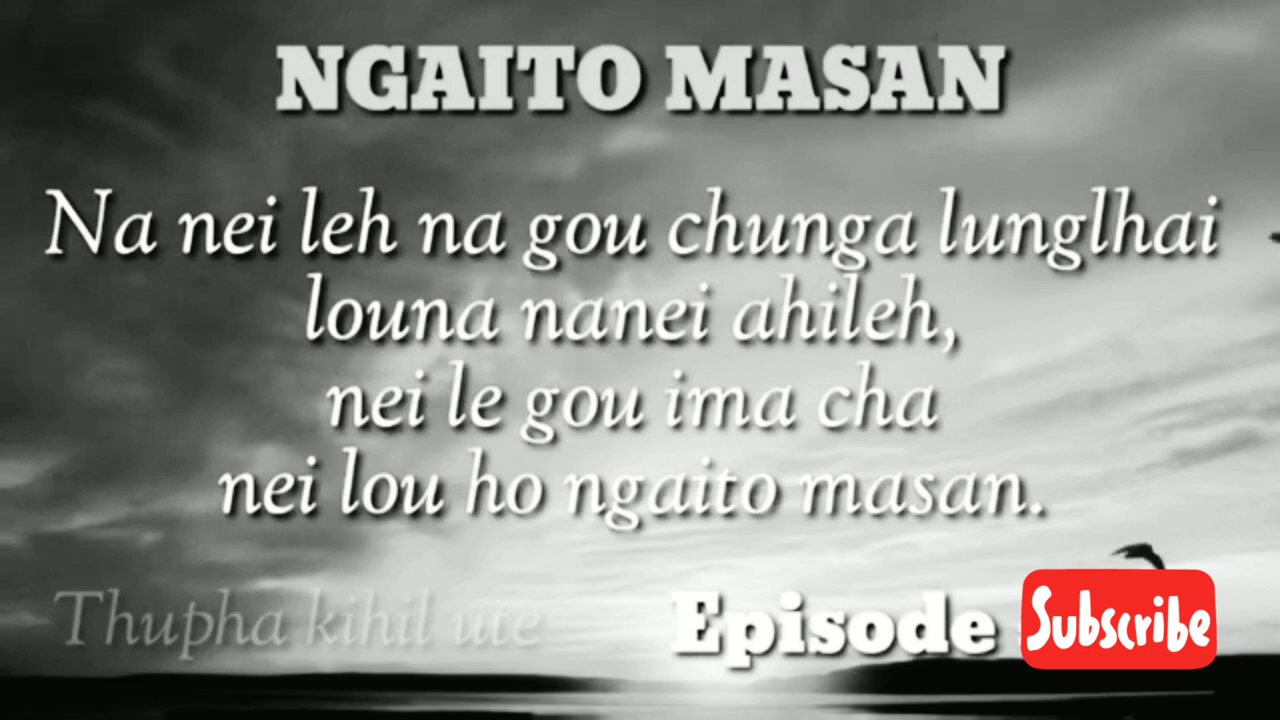 NGAITO MASAN
Na nei leh na gou chunga lunglhai
louna nanei ahileh,
nei le gou ima cha
nei lou ho ngaito masan.
Thupha kihil ute
Episode
Subscribe